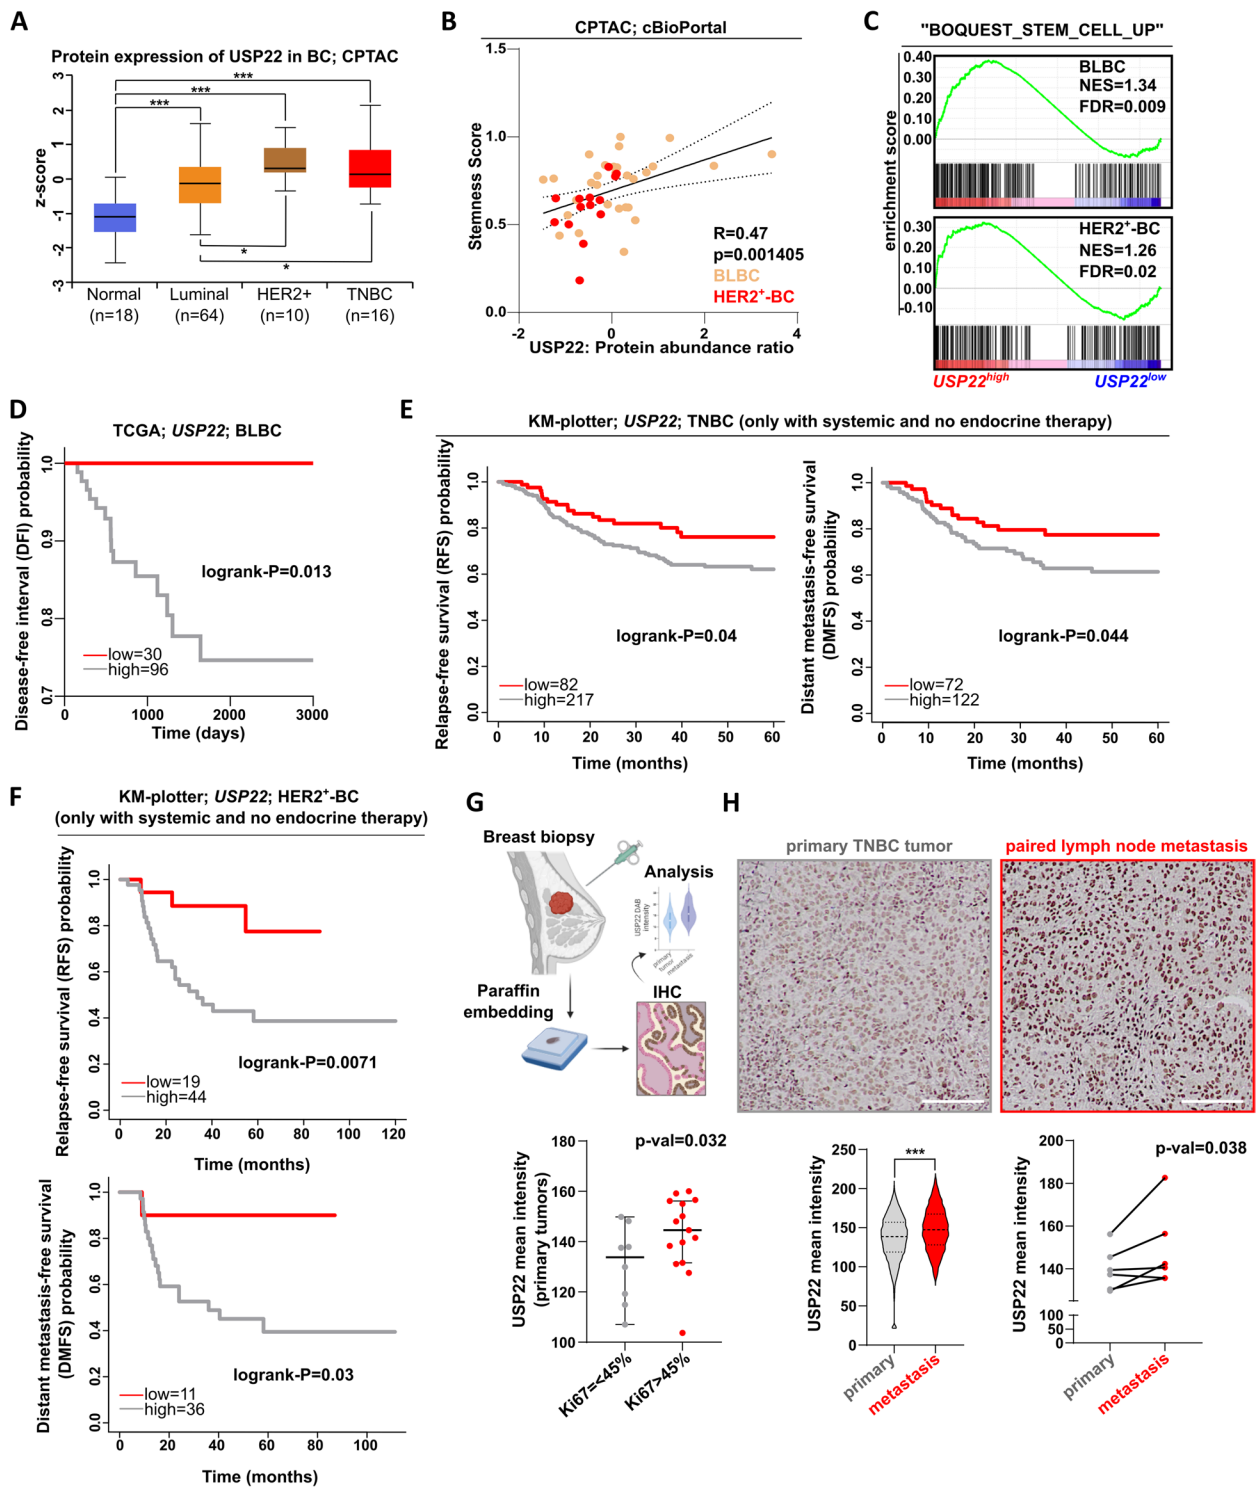 A
Protein expression of USP22 in BC; CPTAC
z-score
3
2
1
0
-1
-2
-3
***
***
***
*
*
Normal
(n=18)
Luminal
(n=64)
HER2+
(n=10)
TNBC
(n=16)
B
CPTAC; cBioPortal
Stemness Score
1.5
1.0
0.5
0.0
R=0.47
p=0.001405
BLBC
HER2+-BC
-2
0
2
4
USP22: Protein abundance ratio
C
"BOQUEST_STEM_CELL_UP"
enrichment score
0.40
0.30
0.20
0.10
0.00
BLBC
NES=1.34
FDR=0.009
0.30
0.20
0.10
0.00
-0.10
HER2+-BC
NES=1.26
FDR=0.02
USP22high
USP22low
D
TCGA; USP22; BLBC
Disease-free interval (DFI) probability
1.0
0.9
0.8
0.7
logrank-P=0.013
low=30
high=96
0
1000
2000
3000
Time (days)
E
KM-plotter; USP22; TNBC (only with systemic and no endocrine therapy)
Relapse-free survival (RFS) probability
1.0
0.8
0.6
0.4
0.2
0.0
logrank-P=0.04
low=82
high=217
0
10
20
30
40
50
60
Time (months)
Distant metastasis-free survival
(DMFS) probability
1.0
0.8
0.6
0.4
0.2
0.0
logrank-P=0.044
low=72
high=122
0
10
20
30
40
50
60
Time (months)
F
KM-plotter; USP22; HER2+-BC
(only with systemic and no endocrine therapy)
Relapse-free survival (RFS) probability
1.0
0.8
0.6
0.4
0.2
0.0
logrank-P=0.0071
low=19
high=44
0
20
40
60
80
100
120
Time (months)
Distant metastasis-free survival
(DMFS) probability
1.0
0.8
0.6
0.4
0.2
0.0
logrank-P=0.03
low=11
high=36
0
20
40
60
80
100
Time (months)
G
Breast biopsy
Analysis
USP22 DAB
intensity
primary
tumor
metastasis
Paraffin
embedding
IHC
USP22 mean intensity
(primary tumors)
180
160
140
120
100
p-val=0.032
Ki67=<45%
Ki67>45%
H
primary TNBC tumor
paired lymph node metastasis
USP22 mean intensity
250
200
150
100
50
0
***
primary
metastasis
USP22 mean intensity
200
180
160
140
100
50
0
p-val=0.038
primary
metastasis